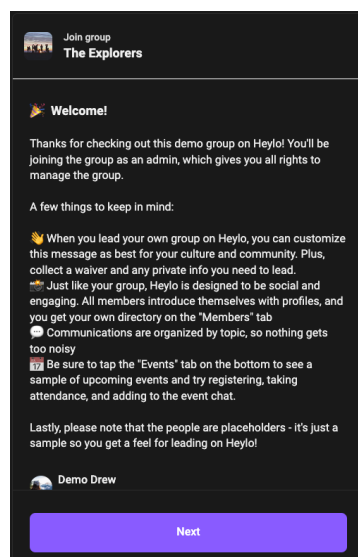 Join group
The Explorers
🎉 Welcome!
Thanks for checking out this demo group on Heylo! You'll be
joining the group as an admin, which gives you all rights to
manage the group.
A few things to keep in mind:
👋 When you lead your own group on Heylo, you can customize
this message as best for your culture and community. Plus,
collect a waiver and any private info you need to lead.
📸 Just like your group, Heylo is designed to be social and
engaging. All members introduce themselves with profiles, and
you get your own directory on the "Members" tab
💬 Communications are organized by topic, so nothing gets
too noisy
📅 Be sure to tap the "Events" tab on the bottom to see a
sample of upcoming events and try registering, taking
attendance, and adding to the event chat.
Lastly, please note that the people are placeholders - it's just a
sample so you get a feel for leading on Heylo!
Demo Drew
Next